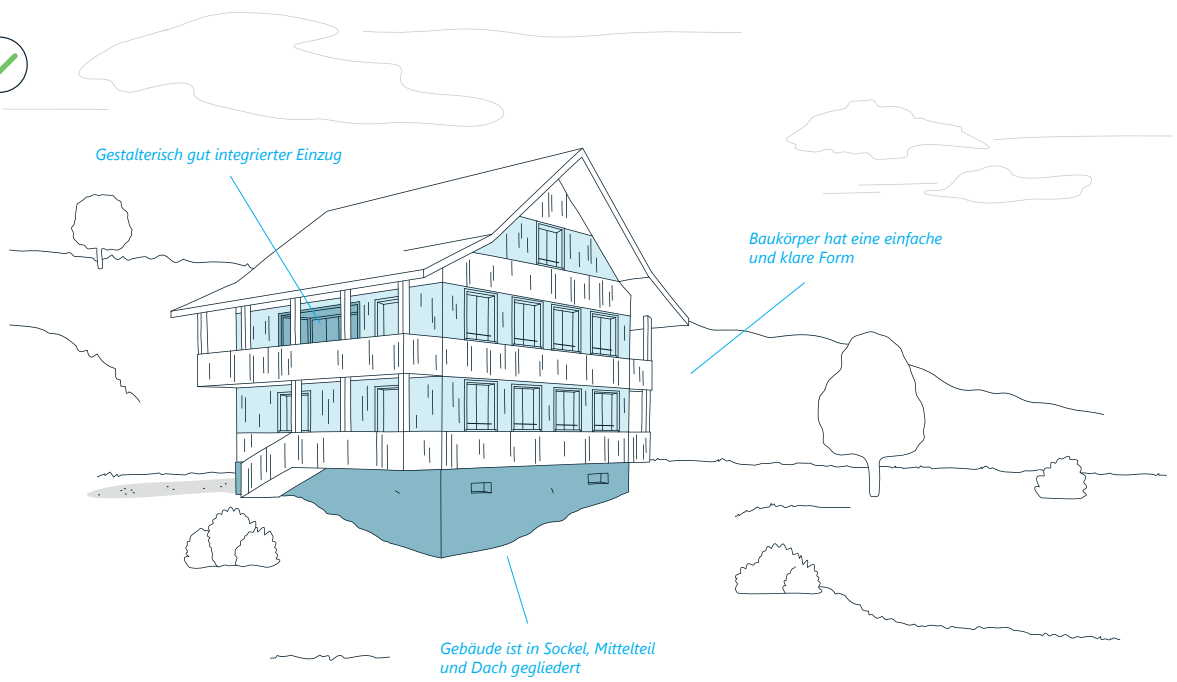 Gestalterisch gut integrierter Einzug
Baukörper hat eine einfache
und klare Form
Gebäude ist in Sockel, Mittelteil
und Dach gegliedert